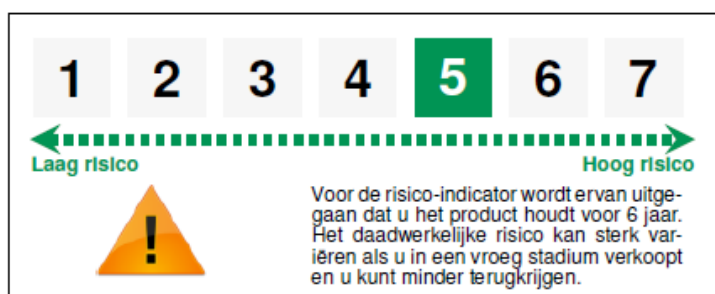 1 2 3 4 5 6 7
Laag risico
Hoog risico
!
Voor de risico-indicator wordt ervan uitge-
gaan dat u het product houdt voor 6 jaar.
Het daadwerkelijke risico kan sterk var-
iëren als u in een vroeg stadium verkoopt
en u kunt minder terugkrijgen.